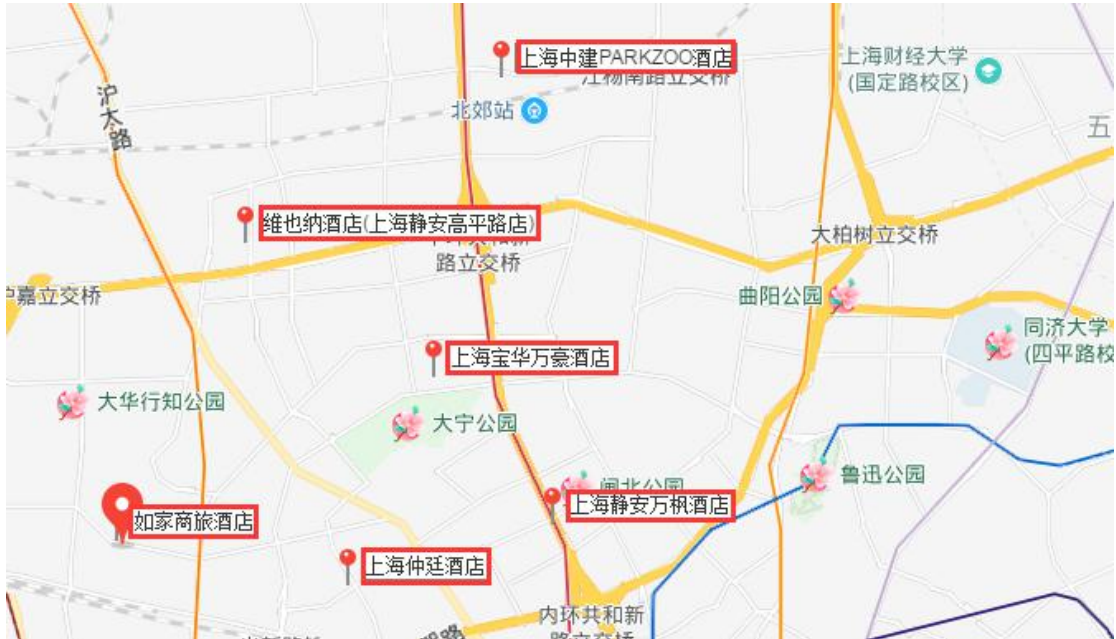 上海中建PARKZOO酒店
江杨南路立交桥
上海财经大学
(国定路校区)
沪太路
北郊站
五
维也纳酒店(上海静安高平路店)
路立交桥
大柏树立交桥
沪嘉立交桥
曲阳公园
同济大学
(四平路校
上海宝华万豪酒店
大华行知公园
大宁公园
鲁迅公园
闸北公园
上海静安万枫酒店
如家商旅酒店
上海仲廷酒店
内环共和新
路立交桥